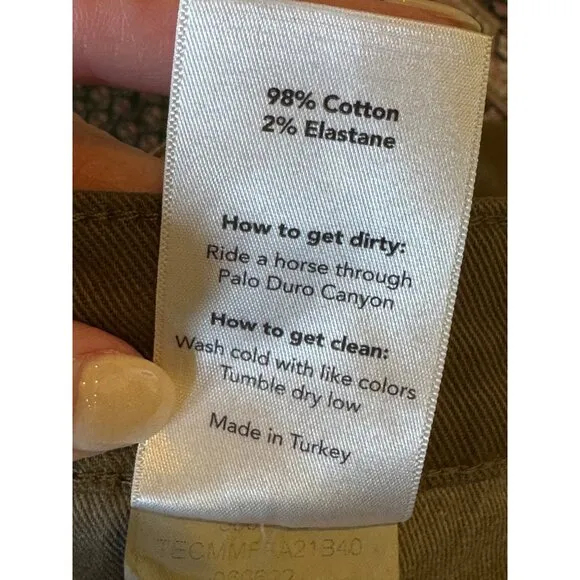 98% Cotton
2% Elastane
How to get dirty:
Ride a horse through
Palo Duro Canyon
How to get clean:
Wash cold with like colors
Tumble dry low
Made in Turkey